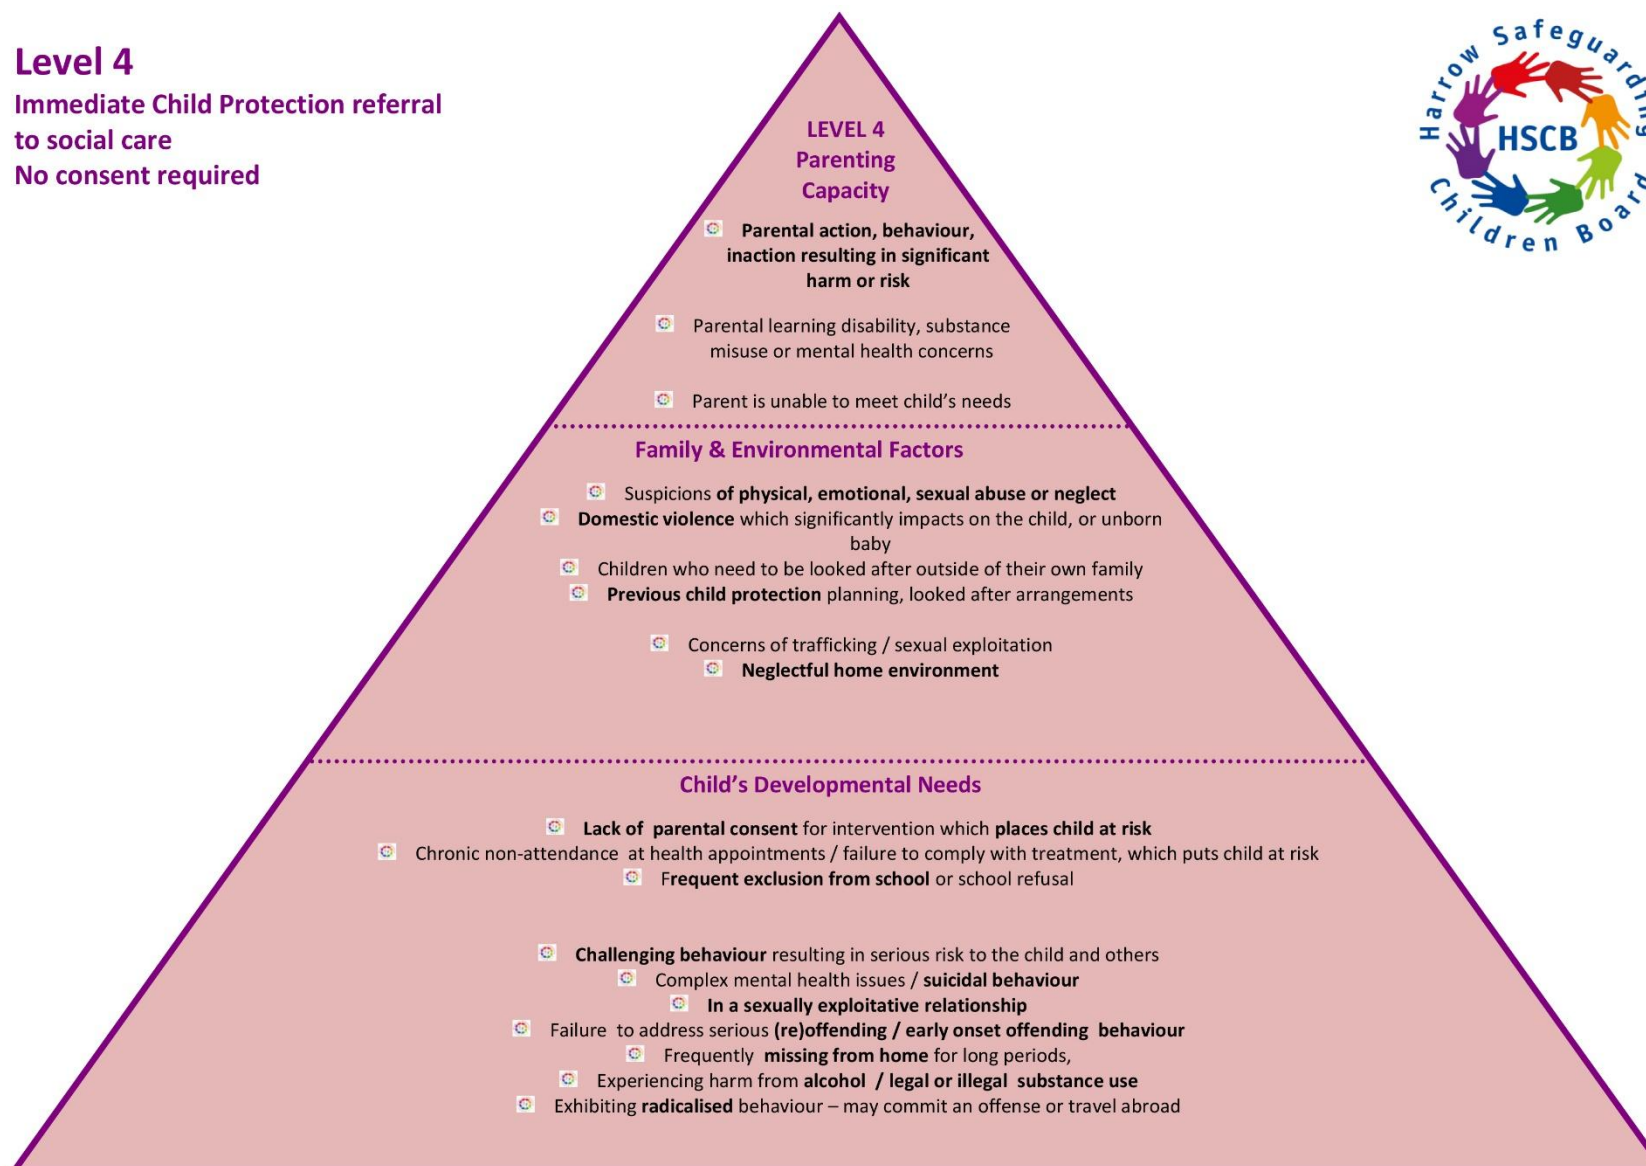 Level 4
Immediate Child Protection referral
to social care
No consent required
Harrow Safeguarding
HSCB
Children Board
LEVEL 4
Parenting
Capacity
Parental action, behaviour,
inaction resulting in significant
harm or risk
Parental learning disability, substance
misuse or mental health concerns
Parent is unable to meet child’s needs
Family & Environmental Factors
Suspicions of physical, emotional, sexual abuse or neglect
Domestic violence which significantly impacts on the child, or unborn
baby
Children who need to be looked after outside of their own family
Previous child protection planning, looked after arrangements
Concerns of trafficking / sexual exploitation
Neglectful home environment
Child’s Developmental Needs
Lack of parental consent for intervention which places child at risk
Chronic non-attendance at health appointments / failure to comply with treatment, which puts child at risk
Frequent exclusion from school or school refusal
Challenging behaviour resulting in serious risk to the child and others
Complex mental health issues / suicidal behaviour
In a sexually exploitative relationship
Failure to address serious (re)offending / early onset offending behaviour
Frequently missing from home for long periods,
Experiencing harm from alcohol / legal or illegal substance use
Exhibiting radicalised behaviour – may commit an offense or travel abroad